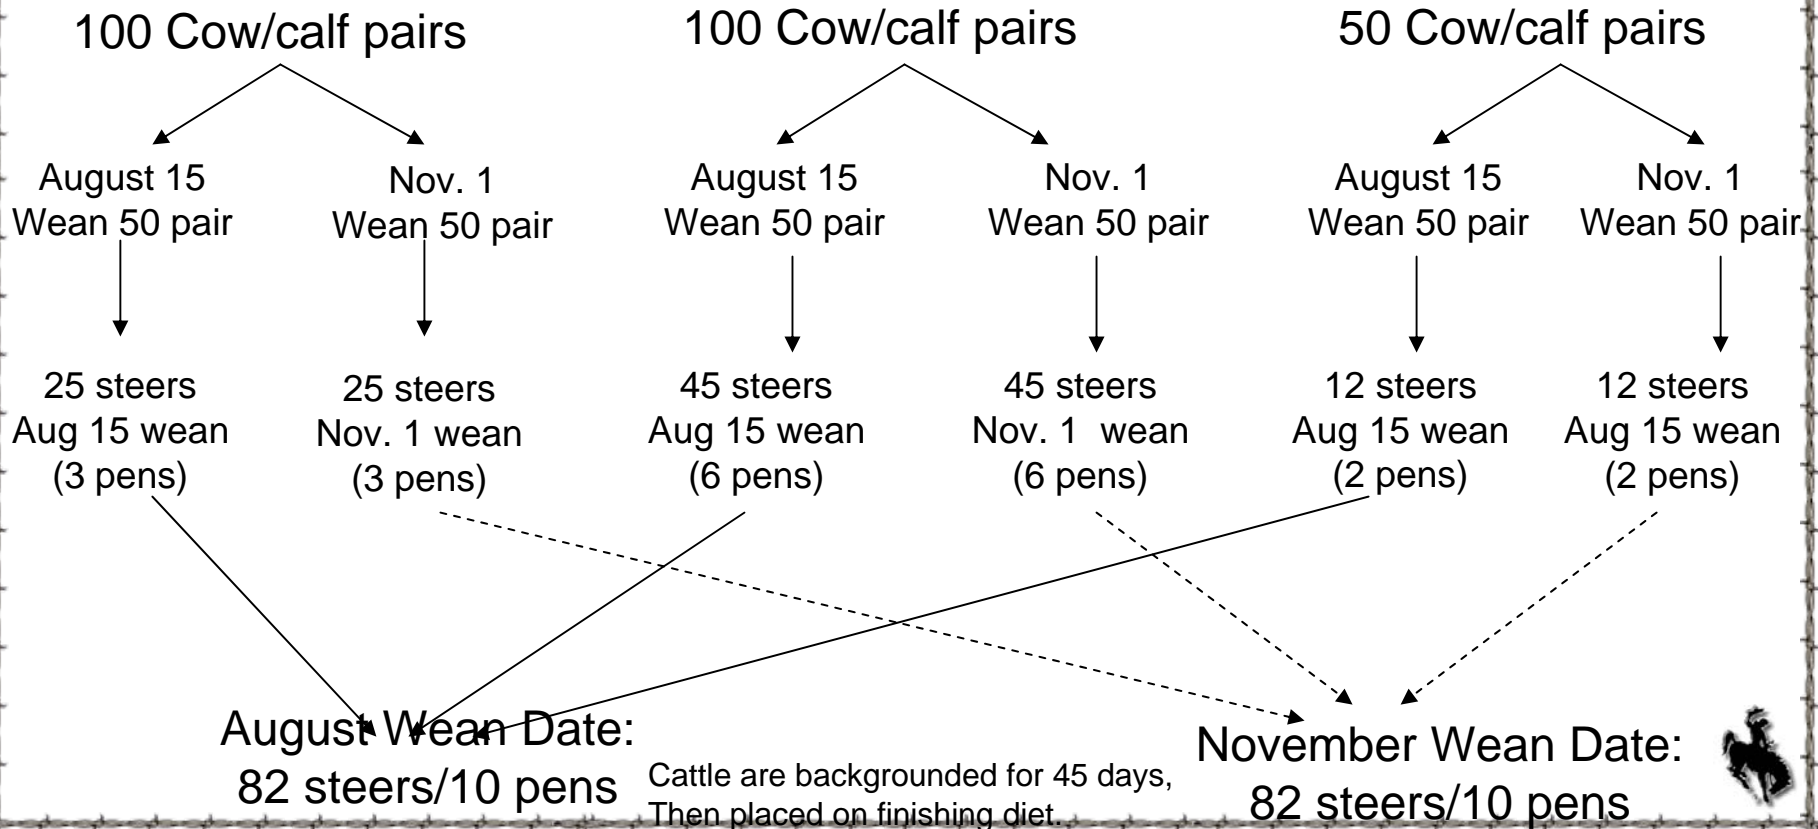 100 Cow/calf pairs
100 Cow/calf pairs
50 Cow/calf pairs
August 15
Wean 50 pair
Nov. 1
Wean 50 pair
August 15
Wean 50 pair
Nov. 1
Wean 50 pair
August 15
Wean 50 pair
Nov. 1
Wean 50 pair
25 steers
Aug 15 wean
(3 pens)
25 steers
Nov. 1 wean
(3 pens)
45 steers
Aug 15 wean
(6 pens)
45 steers
Nov. 1 wean
(6 pens)
12 steers
Aug 15 wean
(2 pens)
12 steers
Aug 15 wean
(2 pens)
August Wean Date:
82 steers/10 pens
Cattle are backgrounded for 45 days,
Then placed on finishing diet.
November Wean Date:
82 steers/10 pens